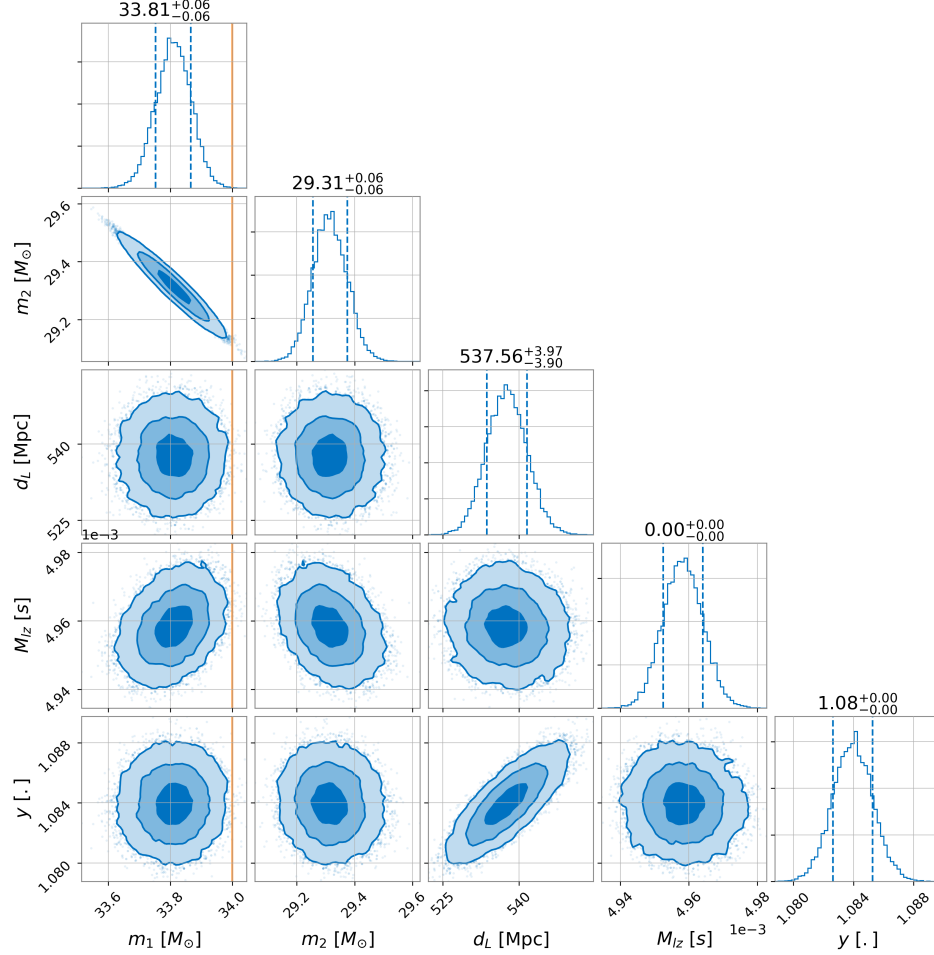 33.81+0.06 −0.06
29.31+0.06 −0.06
537.56+3.97 −3.90
0.00+0.00 −0.00
1.08+0.00 −0.00
m2 [M⊙]
29.6
29.4
29.2
dL [Mpc]
540
525
1e−3
Mlz [s]
4.98
4.96
4.94
y [.]
1.088
1.084
1.080
33.6 33.8 34.0 29.2 29.4 29.6 525 540 4.94 4.96 4.98 1.080 1.084 1.088
1e−3
m1 [M⊙] m2 [M⊙] dL [Mpc] Mlz [s] y [.]